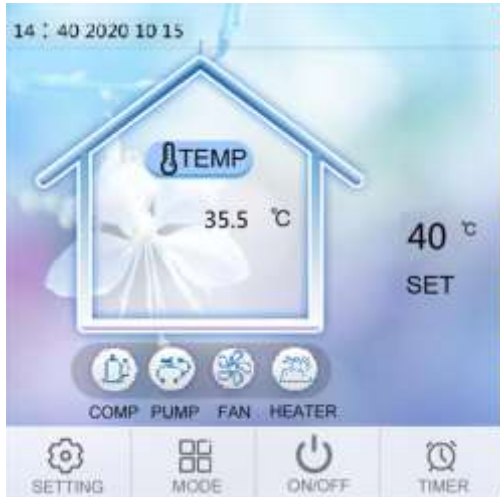 14 : 40 2020 10 15
TEMP
35.5 ℃
40 ℃
SET
COMP PUMP FAN HEATER
SETTING MODE ON/OFF TIMER